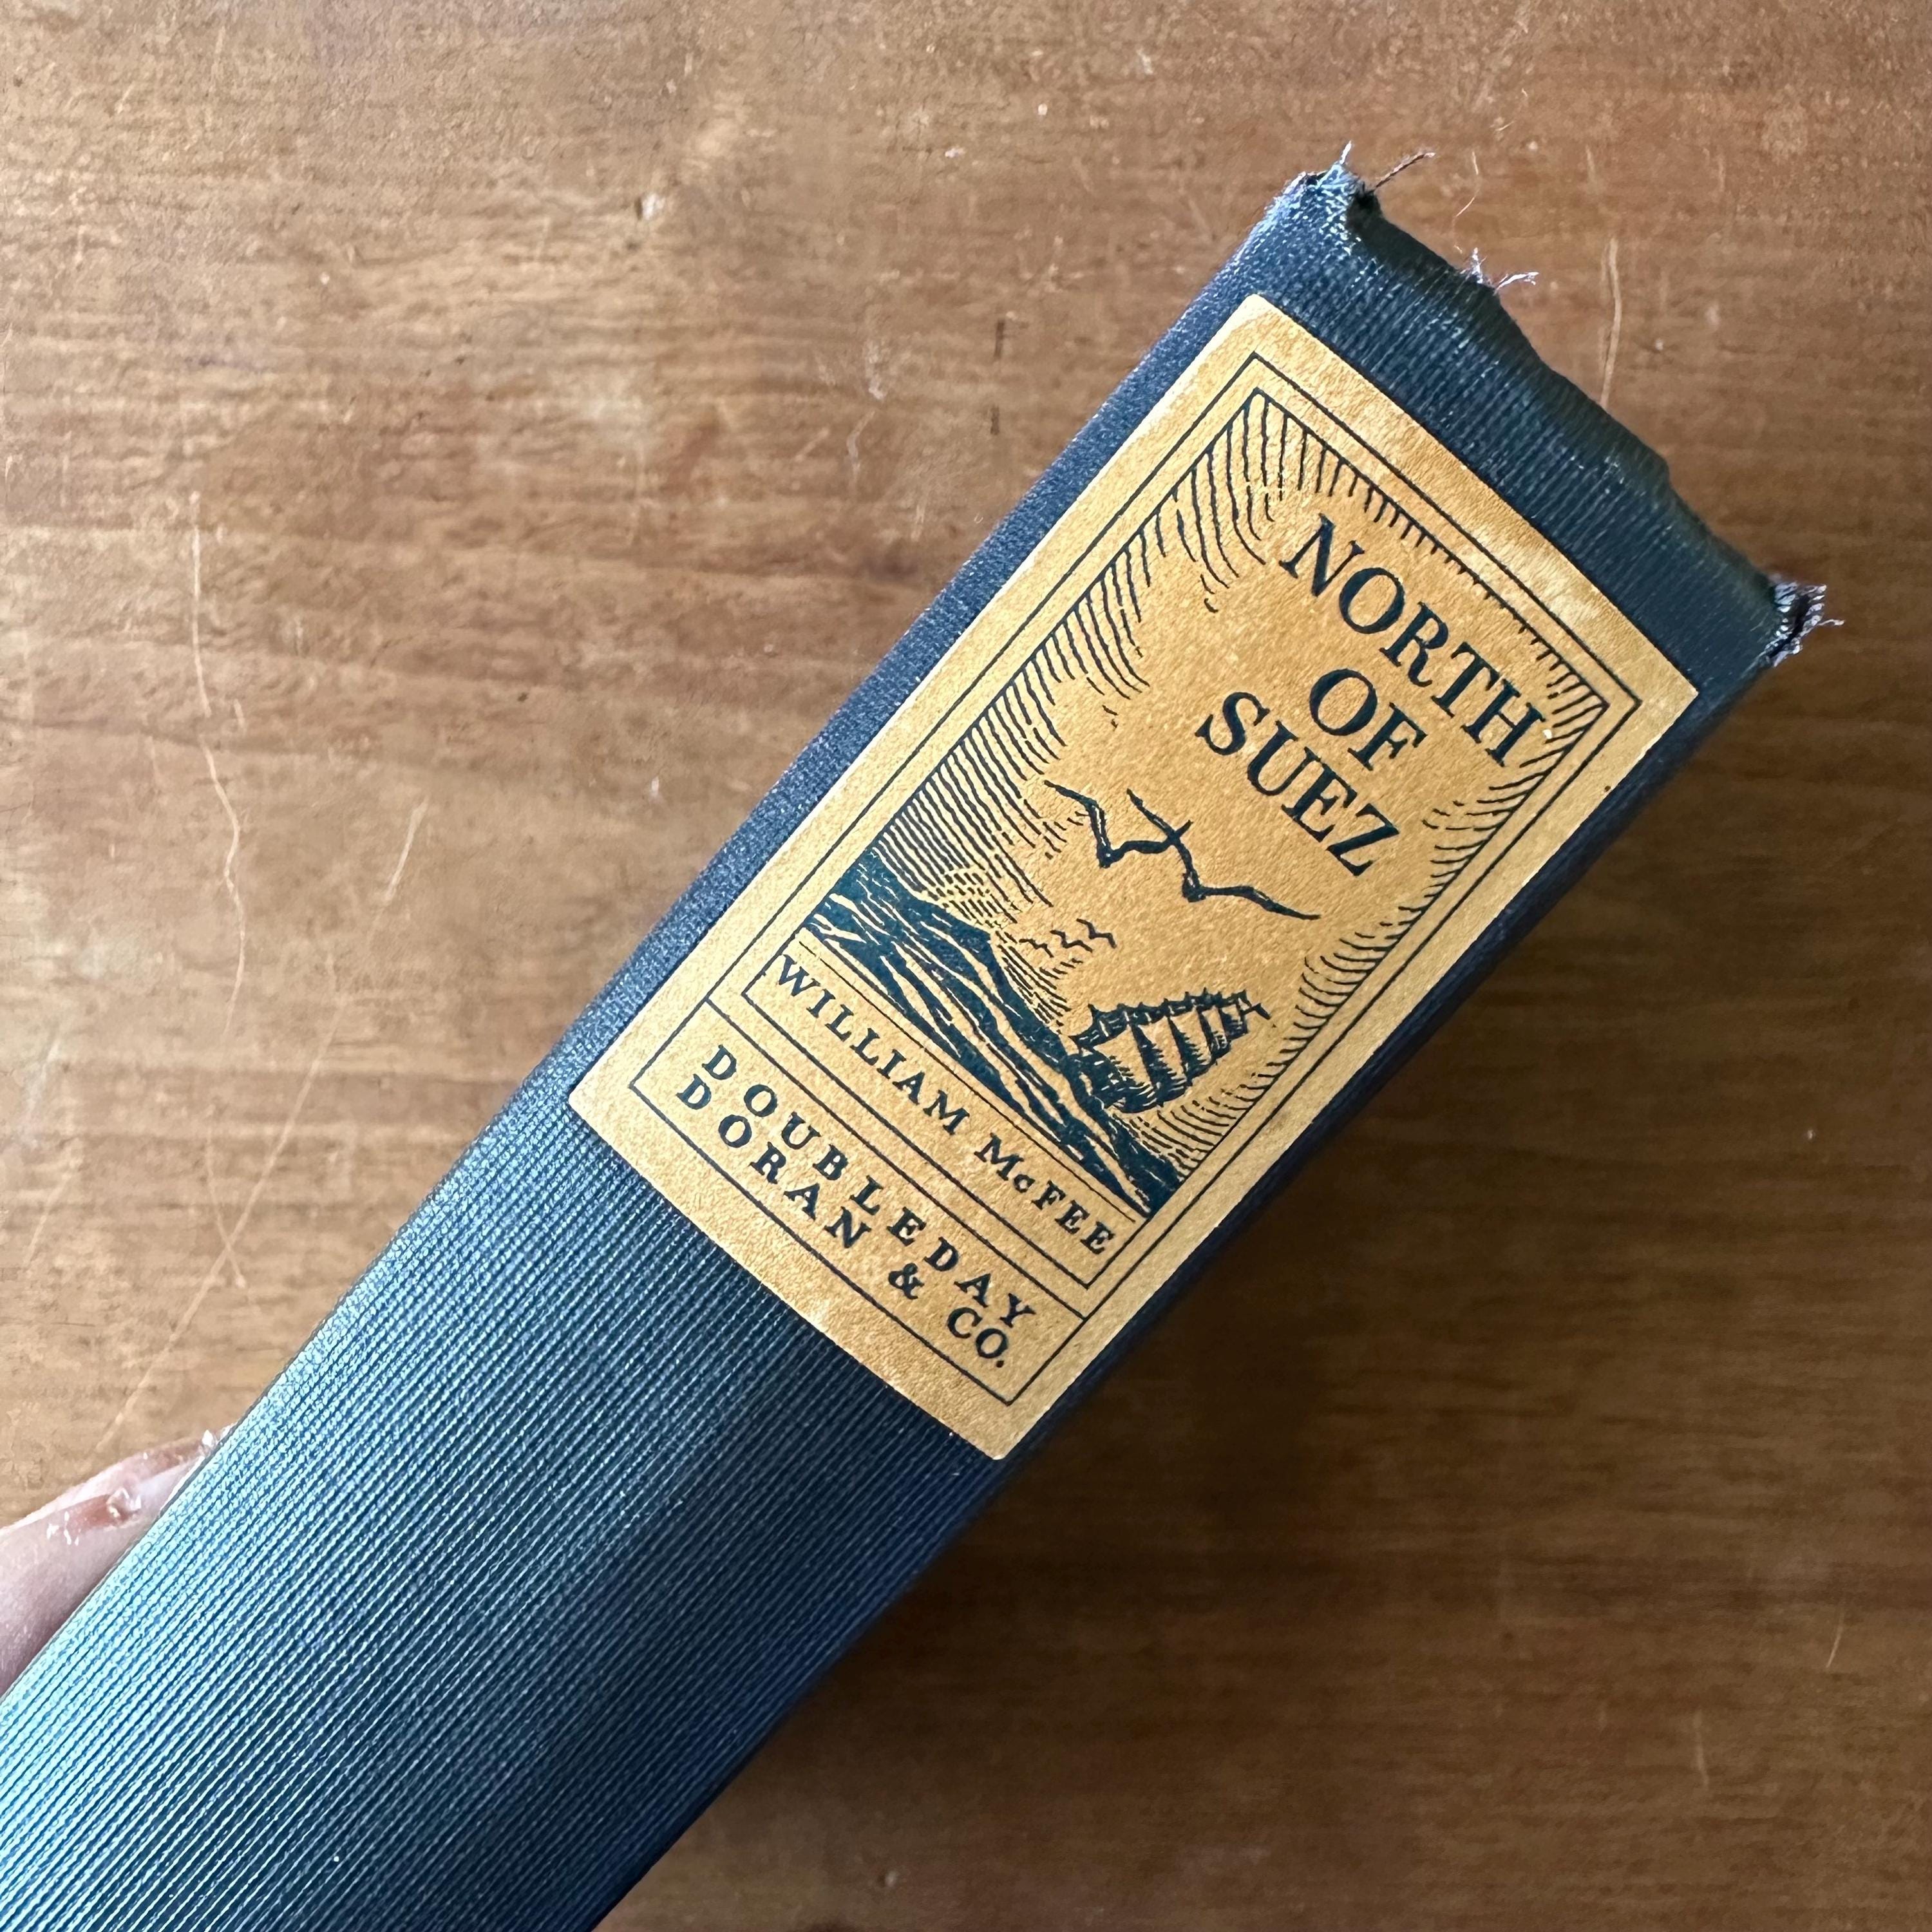 NORTH
OF
SUEZ
WILLIAM McFEE
DOUBLEDAY
DORAN & CO.